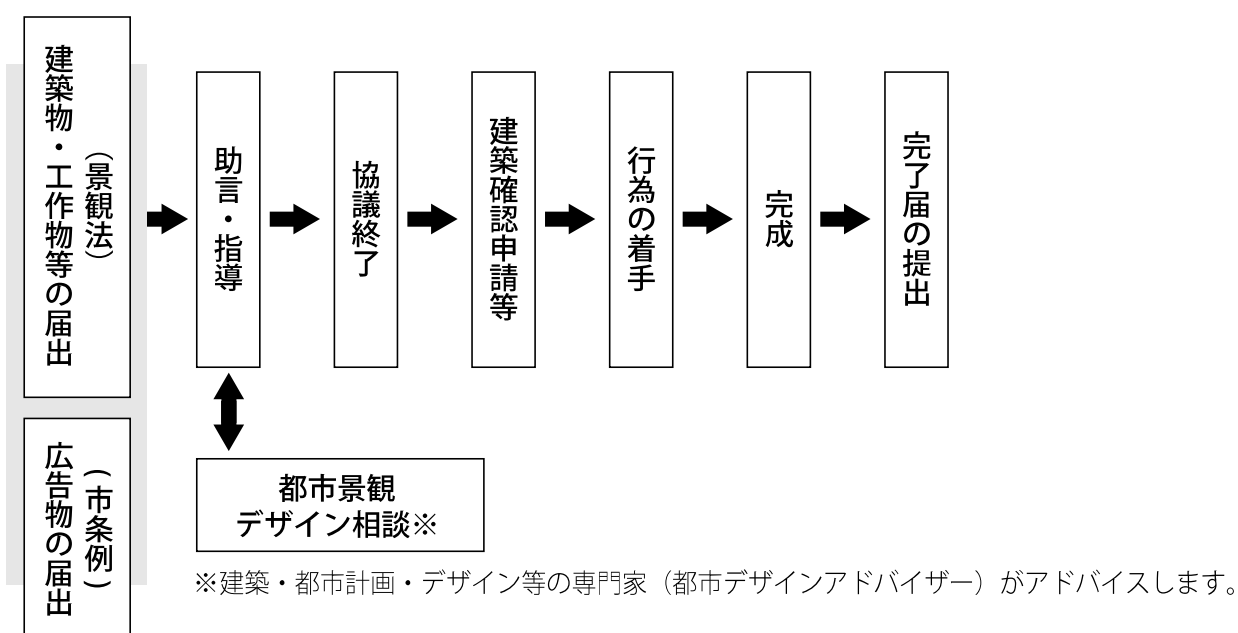 建築物・工作物等の届出
（景観法）
広告物の届出
(市条例)
助言・指導
協議終了
建築確認申請等
行為の着手
完成
完了届の提出
都市景観
デザイン相談※
※建築・都市計画・デザイン等の専門家（都市デザインアドバイザー）がアドバイスします。